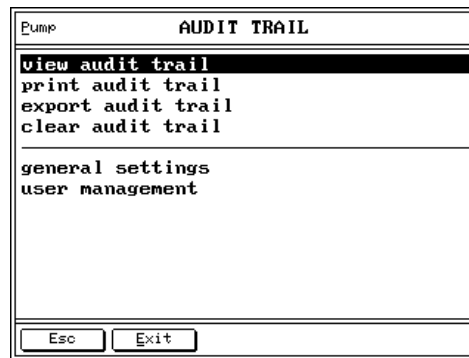 Pump AUDIT TRAIL
view audit trail
print audit trail
export audit trail
clear audit trail
general settings
user management
Esc Exit